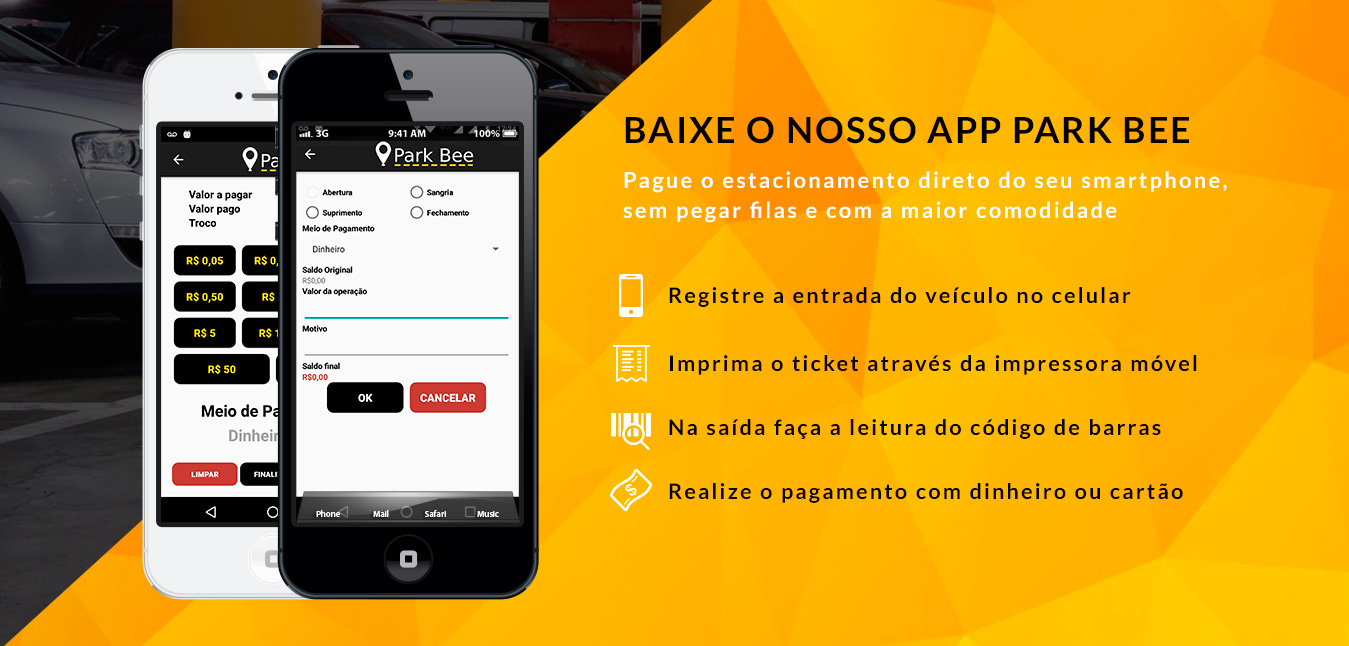 BAIXE O NOSSO APP PARK BEE
Pague o estacionamento direto do seu smartphone,
sem pegar filas e com a maior comodidade
Registre a entrada do veículo no celular
Imprima o ticket através da impressora móvel
Na saída faça a leitura do código de barras
Realize o pagamento com dinheiro ou cartão
Valor a pagar
Valor pago
Troco
R$ 0,05
R$ 0,50
R$ 5
R$ 50
Meio de
LIMPAR
3G 9:41 AM 100%
Park Bee
Abertura Sangria
Suprimento Fechamento
Meio de Pagamento
Dinheiro
Saldo Original
R$0,00
Valor da operação
Motivo
Saldo final
R$0,00
OK CANCELAR
Phone Mail Safari Music